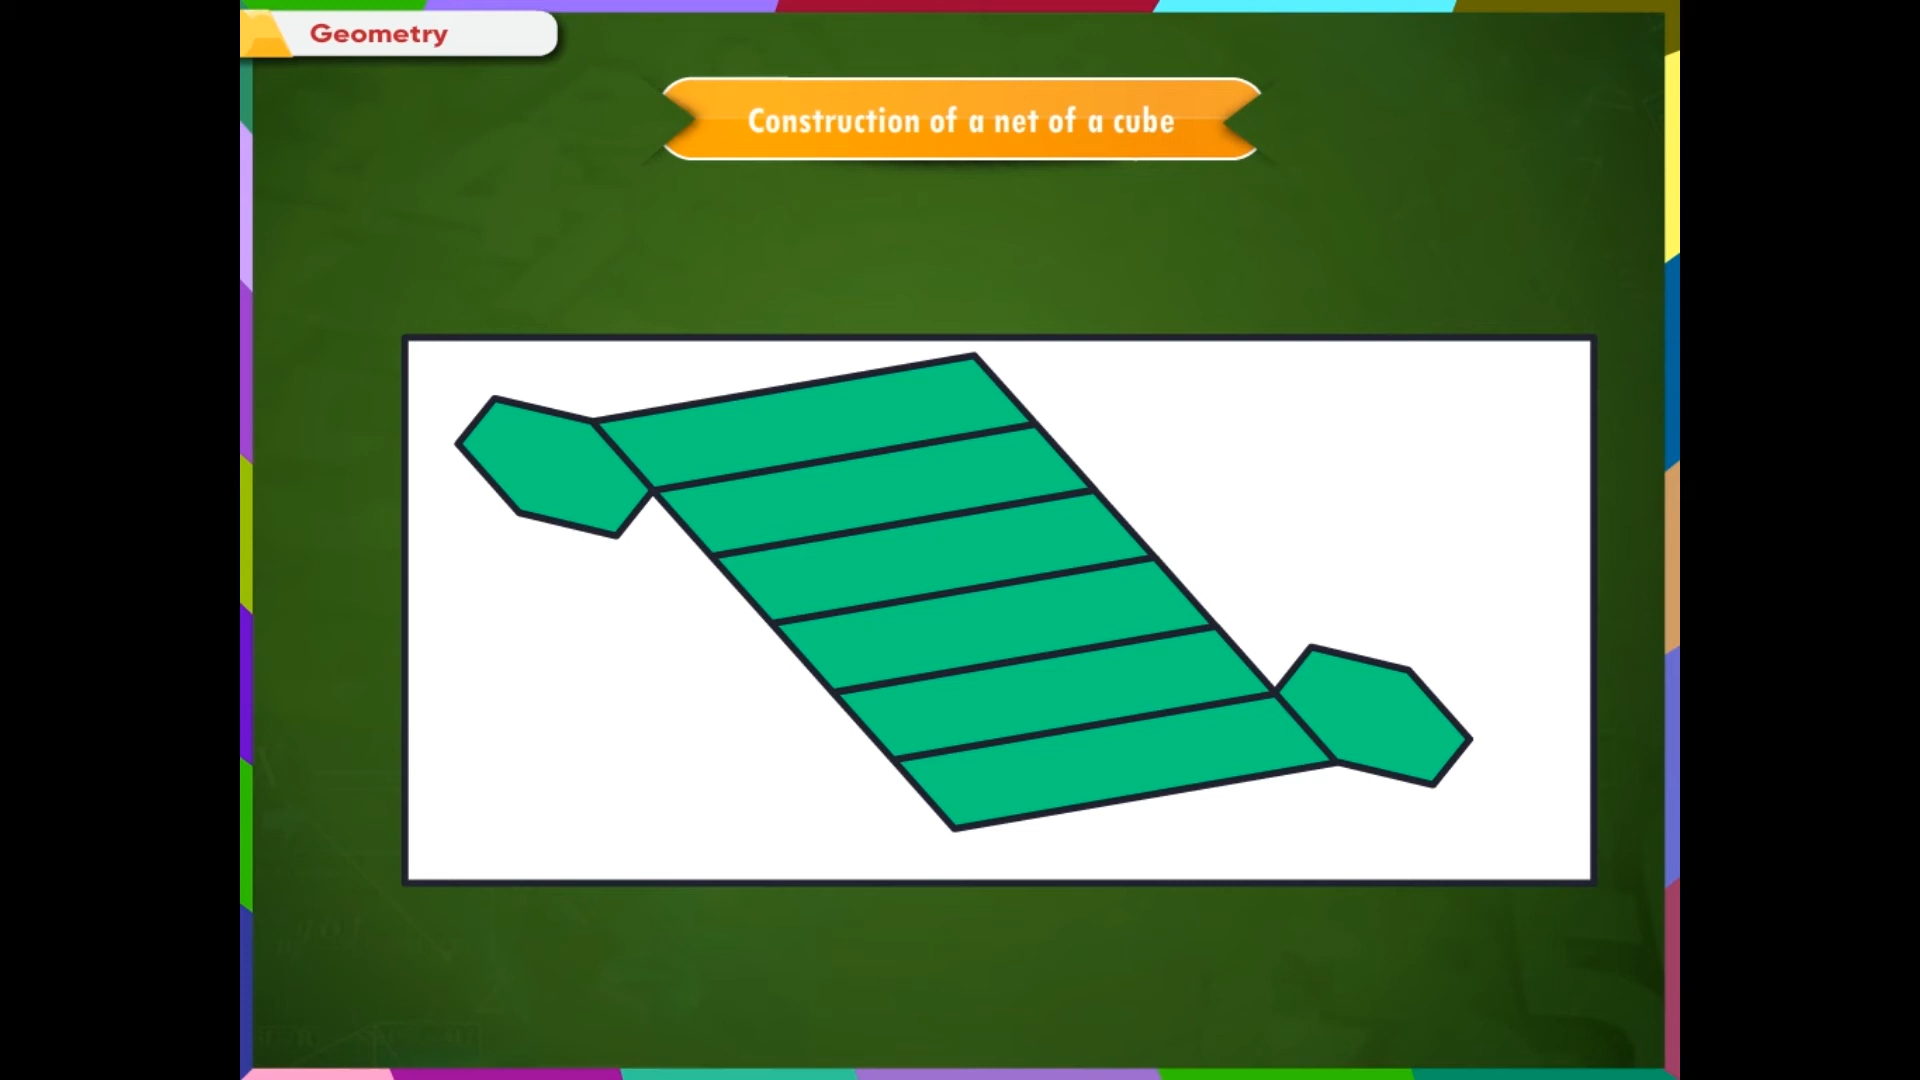 Geometry
Construction of a net of a cube